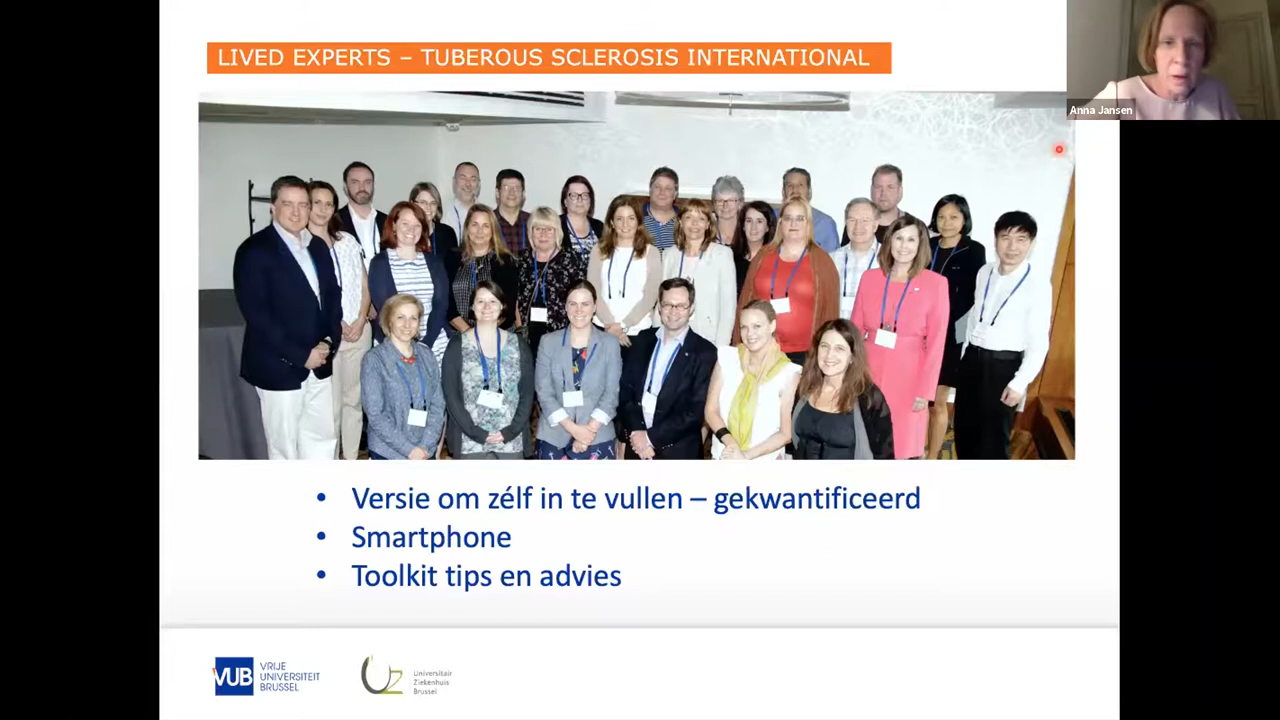 LIVED EXPERTS – TUBEROUS SCLEROSIS INTERNATIONAL
Anna Jansen
• Versie om zélf in te vullen – gekwantificeerd
• Smartphone
• Toolkit tips en advies
VUB
VRIJE
UNIVERSITEIT
BRUSSEL
UZ
Universitair
Ziekenhuis
Brussel